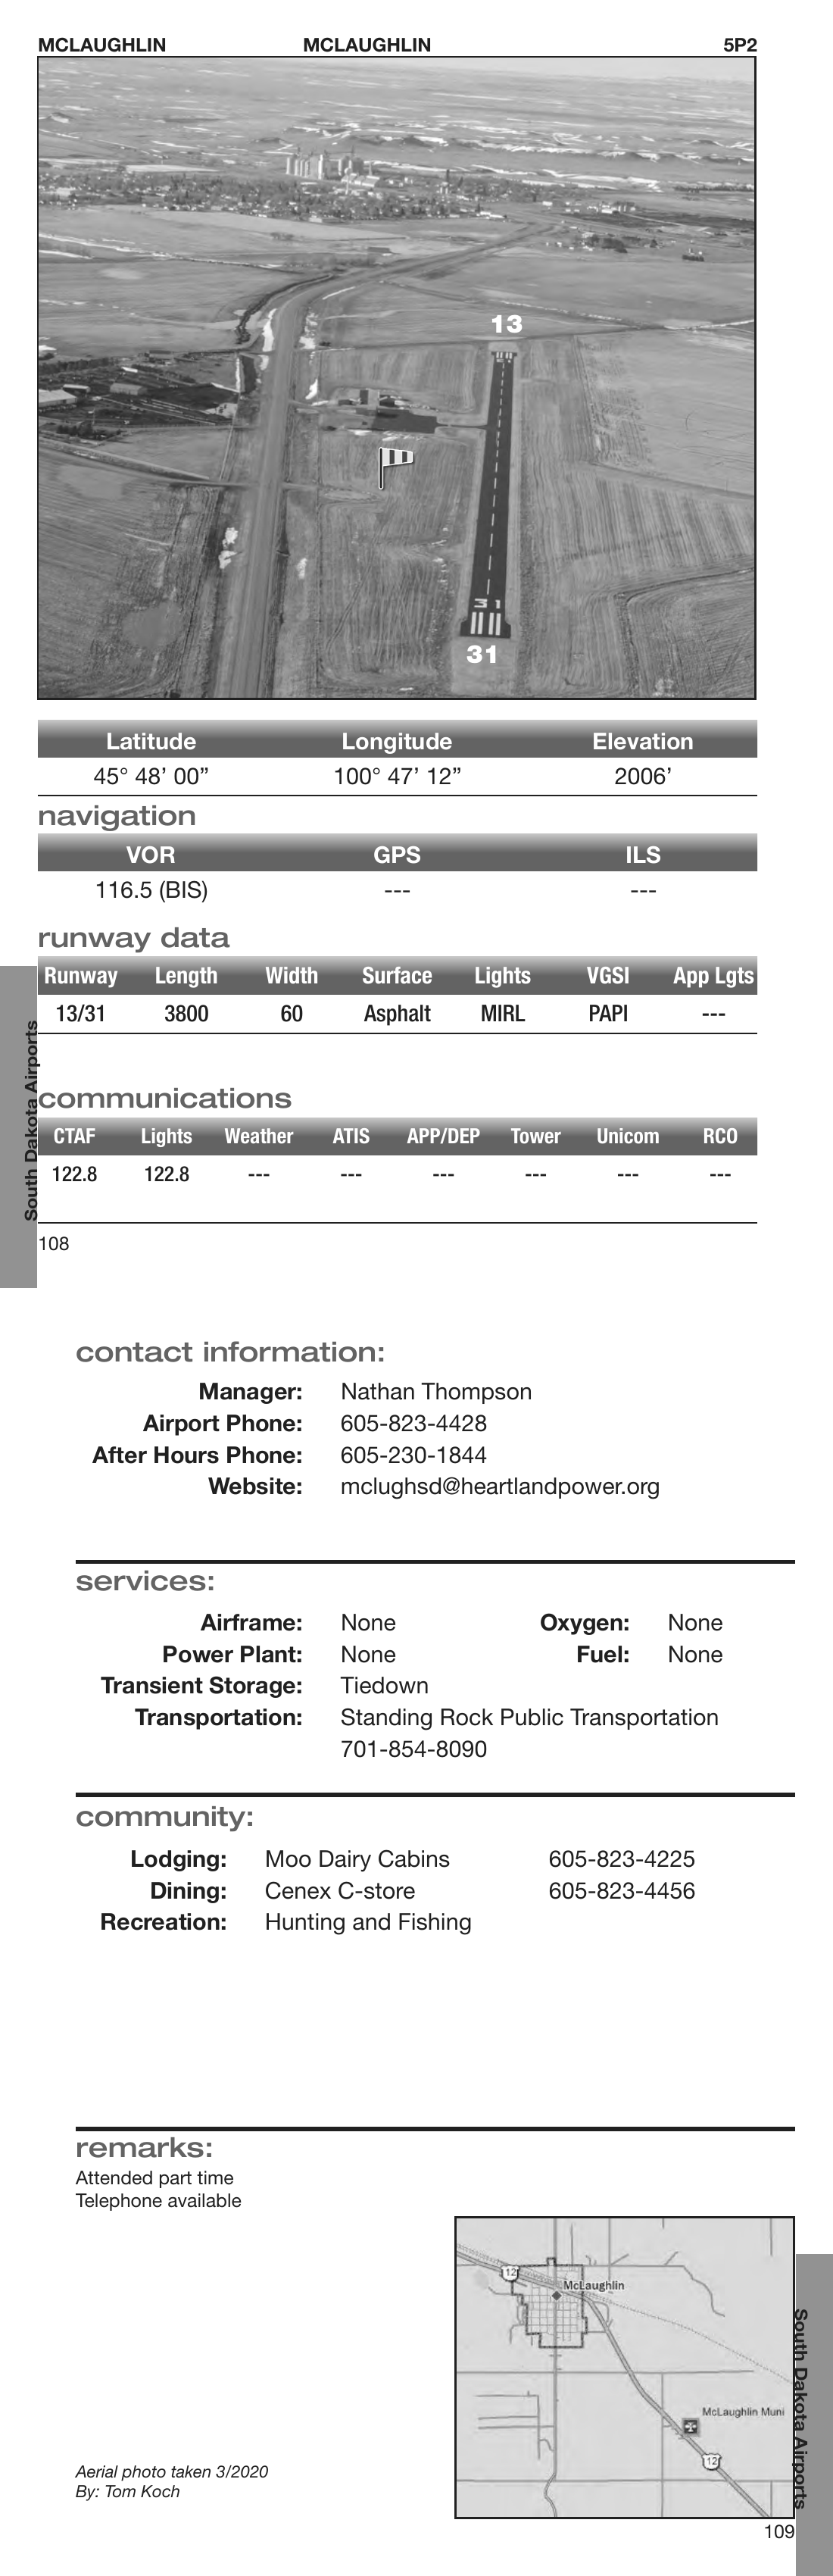 MCLAUGHLIN MCLAUGHLIN 5P2
13
31
31
Latitude Longitude Elevation
45° 48’ 00” 100° 47’ 12” 2006’
navigation
VOR GPS ILS
116.5 (BIS) --- ---
runway data
Runway Length Width Surface Lights VGSI App Lgts
13/31 3800 60 Asphalt MIRL PAPI ---
communications
CTAF Lights Weather ATIS APP/DEP Tower Unicom RCO
122.8 122.8 --- --- --- --- --- ---
South Dakota Airports
108
contact information:
Manager: Nathan Thompson
Airport Phone: 605-823-4428
After Hours Phone: 605-230-1844
Website: mclughsd@heartlandpower.org
services:
Airframe: None Oxygen: None
Power Plant: None Fuel: None
Transient Storage: Tiedown
Transportation: Standing Rock Public Transportation
701-854-8090
community:
Lodging: Moo Dairy Cabins 605-823-4225
Dining: Cenex C-store 605-823-4456
Recreation: Hunting and Fishing
remarks:
Attended part time
Telephone available
12
McLaughlin
McLaughlin Muni
12
South Dakota Airports
Aerial photo taken 3/2020
By: Tom Koch
109